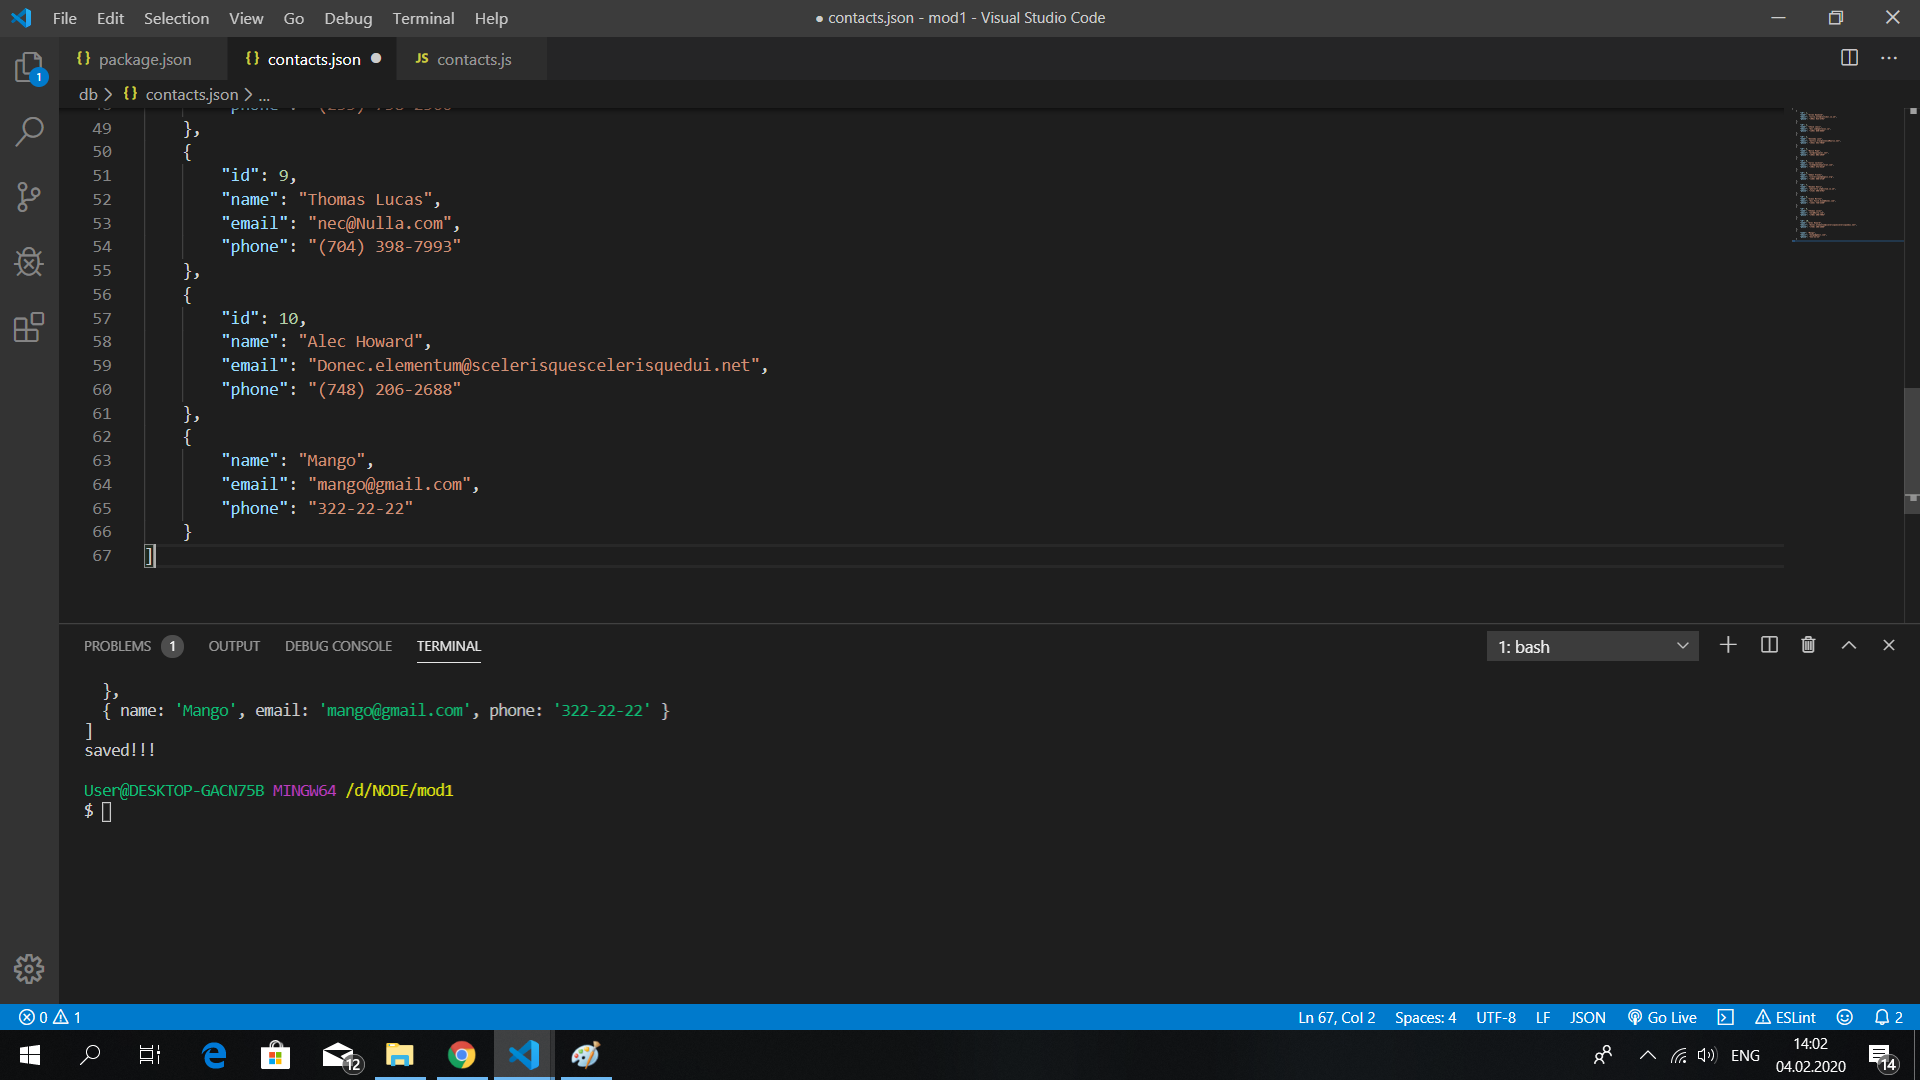 File Edit Selection View Go Debug Terminal Help
● contacts.json - mod1 - Visual Studio Code
1
{} package.json
{} contacts.json ●
JS contacts.js
db > {} contacts.json > ...
49 },
50 {
51 "id": 9,
52 "name": "Thomas Lucas",
53 "email": "nec@Nulla.com",
54 "phone": "(704) 398-7993"
55 },
56 {
57 "id": 10,
58 "name": "Alec Howard",
59 "email": "Donec.elementum@scelerisquescelerisquedui.net",
60 "phone": "(748) 206-2688"
61 },
62 {
63 "name": "Mango",
64 "email": "mango@gmail.com",
65 "phone": "322-22-22"
66 }
67 ]
PROBLEMS 1 OUTPUT DEBUG CONSOLE TERMINAL
1: bash
},
{ name: 'Mango', email: 'mango@gmail.com', phone: '322-22-22' }
]
saved!!!
User@DESKTOP-GACN75B MINGW64 /d/NODE/mod1
$
0 1
Ln 67, Col 2 Spaces: 4 UTF-8 LF JSON Go Live ESLint 2
12
ENG
14:02
04.02.2020
14